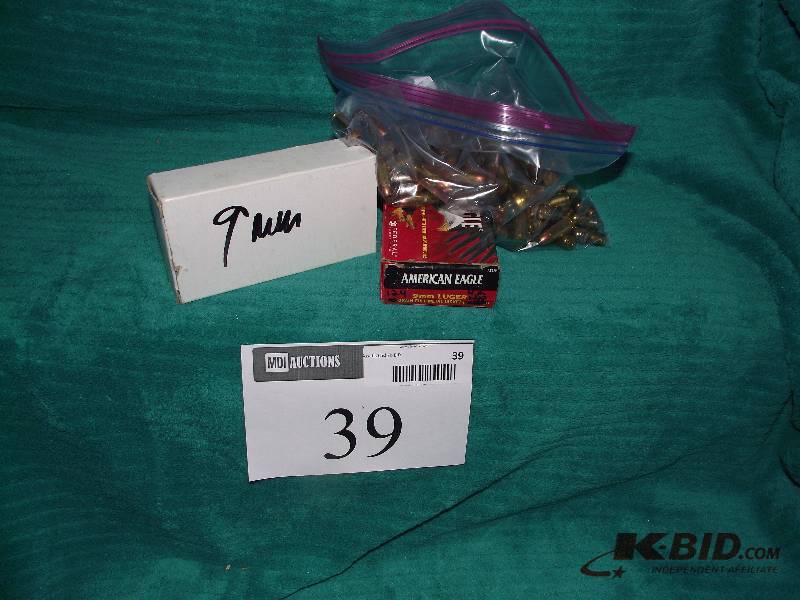 9mm
AMERICAN EAGLE
9mm LUGER
MDI AUCTIONS
39
39
K-BID.COM
INDEPENDENT AFFILIATE